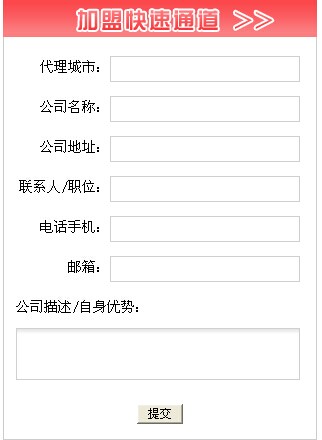 加盟快速通道 >>
代理城市：
公司名称：
公司地址：
联系人/职位：
电话手机：
邮箱：
公司描述/自身优势：
提交